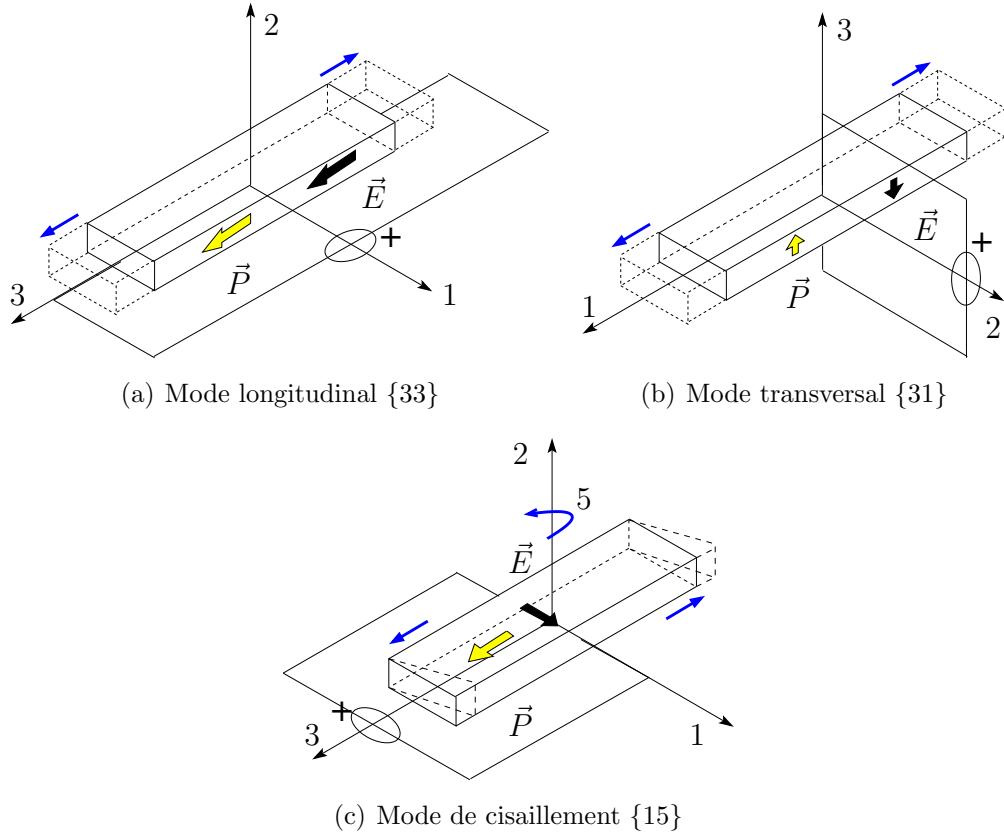 2
3
E⃗
+
P⃗
3
1
1
E⃗
+
P⃗
2
(a) Mode longitudinal {33}
(b) Mode transversal {31}
2
5
E⃗
+
3
P⃗
1
(c) Mode de cisaillement {15}